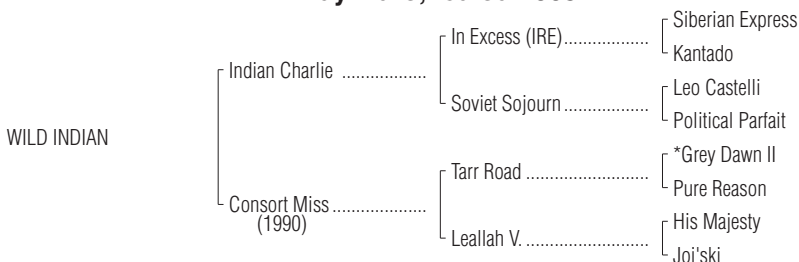 Siberian Express
In Excess (IRE)..................
Kantado
Indian Charlie ..................
Leo Castelli
Soviet Sojourn..................
Political Parfait
WILD INDIAN
*Grey Dawn II
Tarr Road ..........................
Pure Reason
Consort Miss....................
(1990)
His Majesty
Leallah V. ..........................
Joi'ski